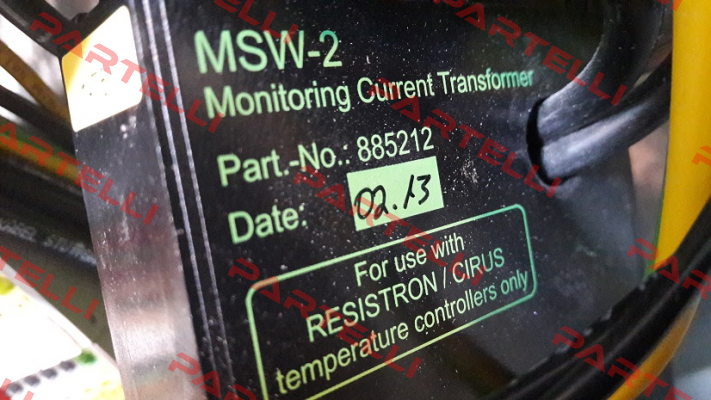 MSW-2
Monitoring Current Transformer
Part.-No.: 885212
Date: 02.13
For use with
RESISTRON / CIRUS
temperature controllers only
PARTELLI